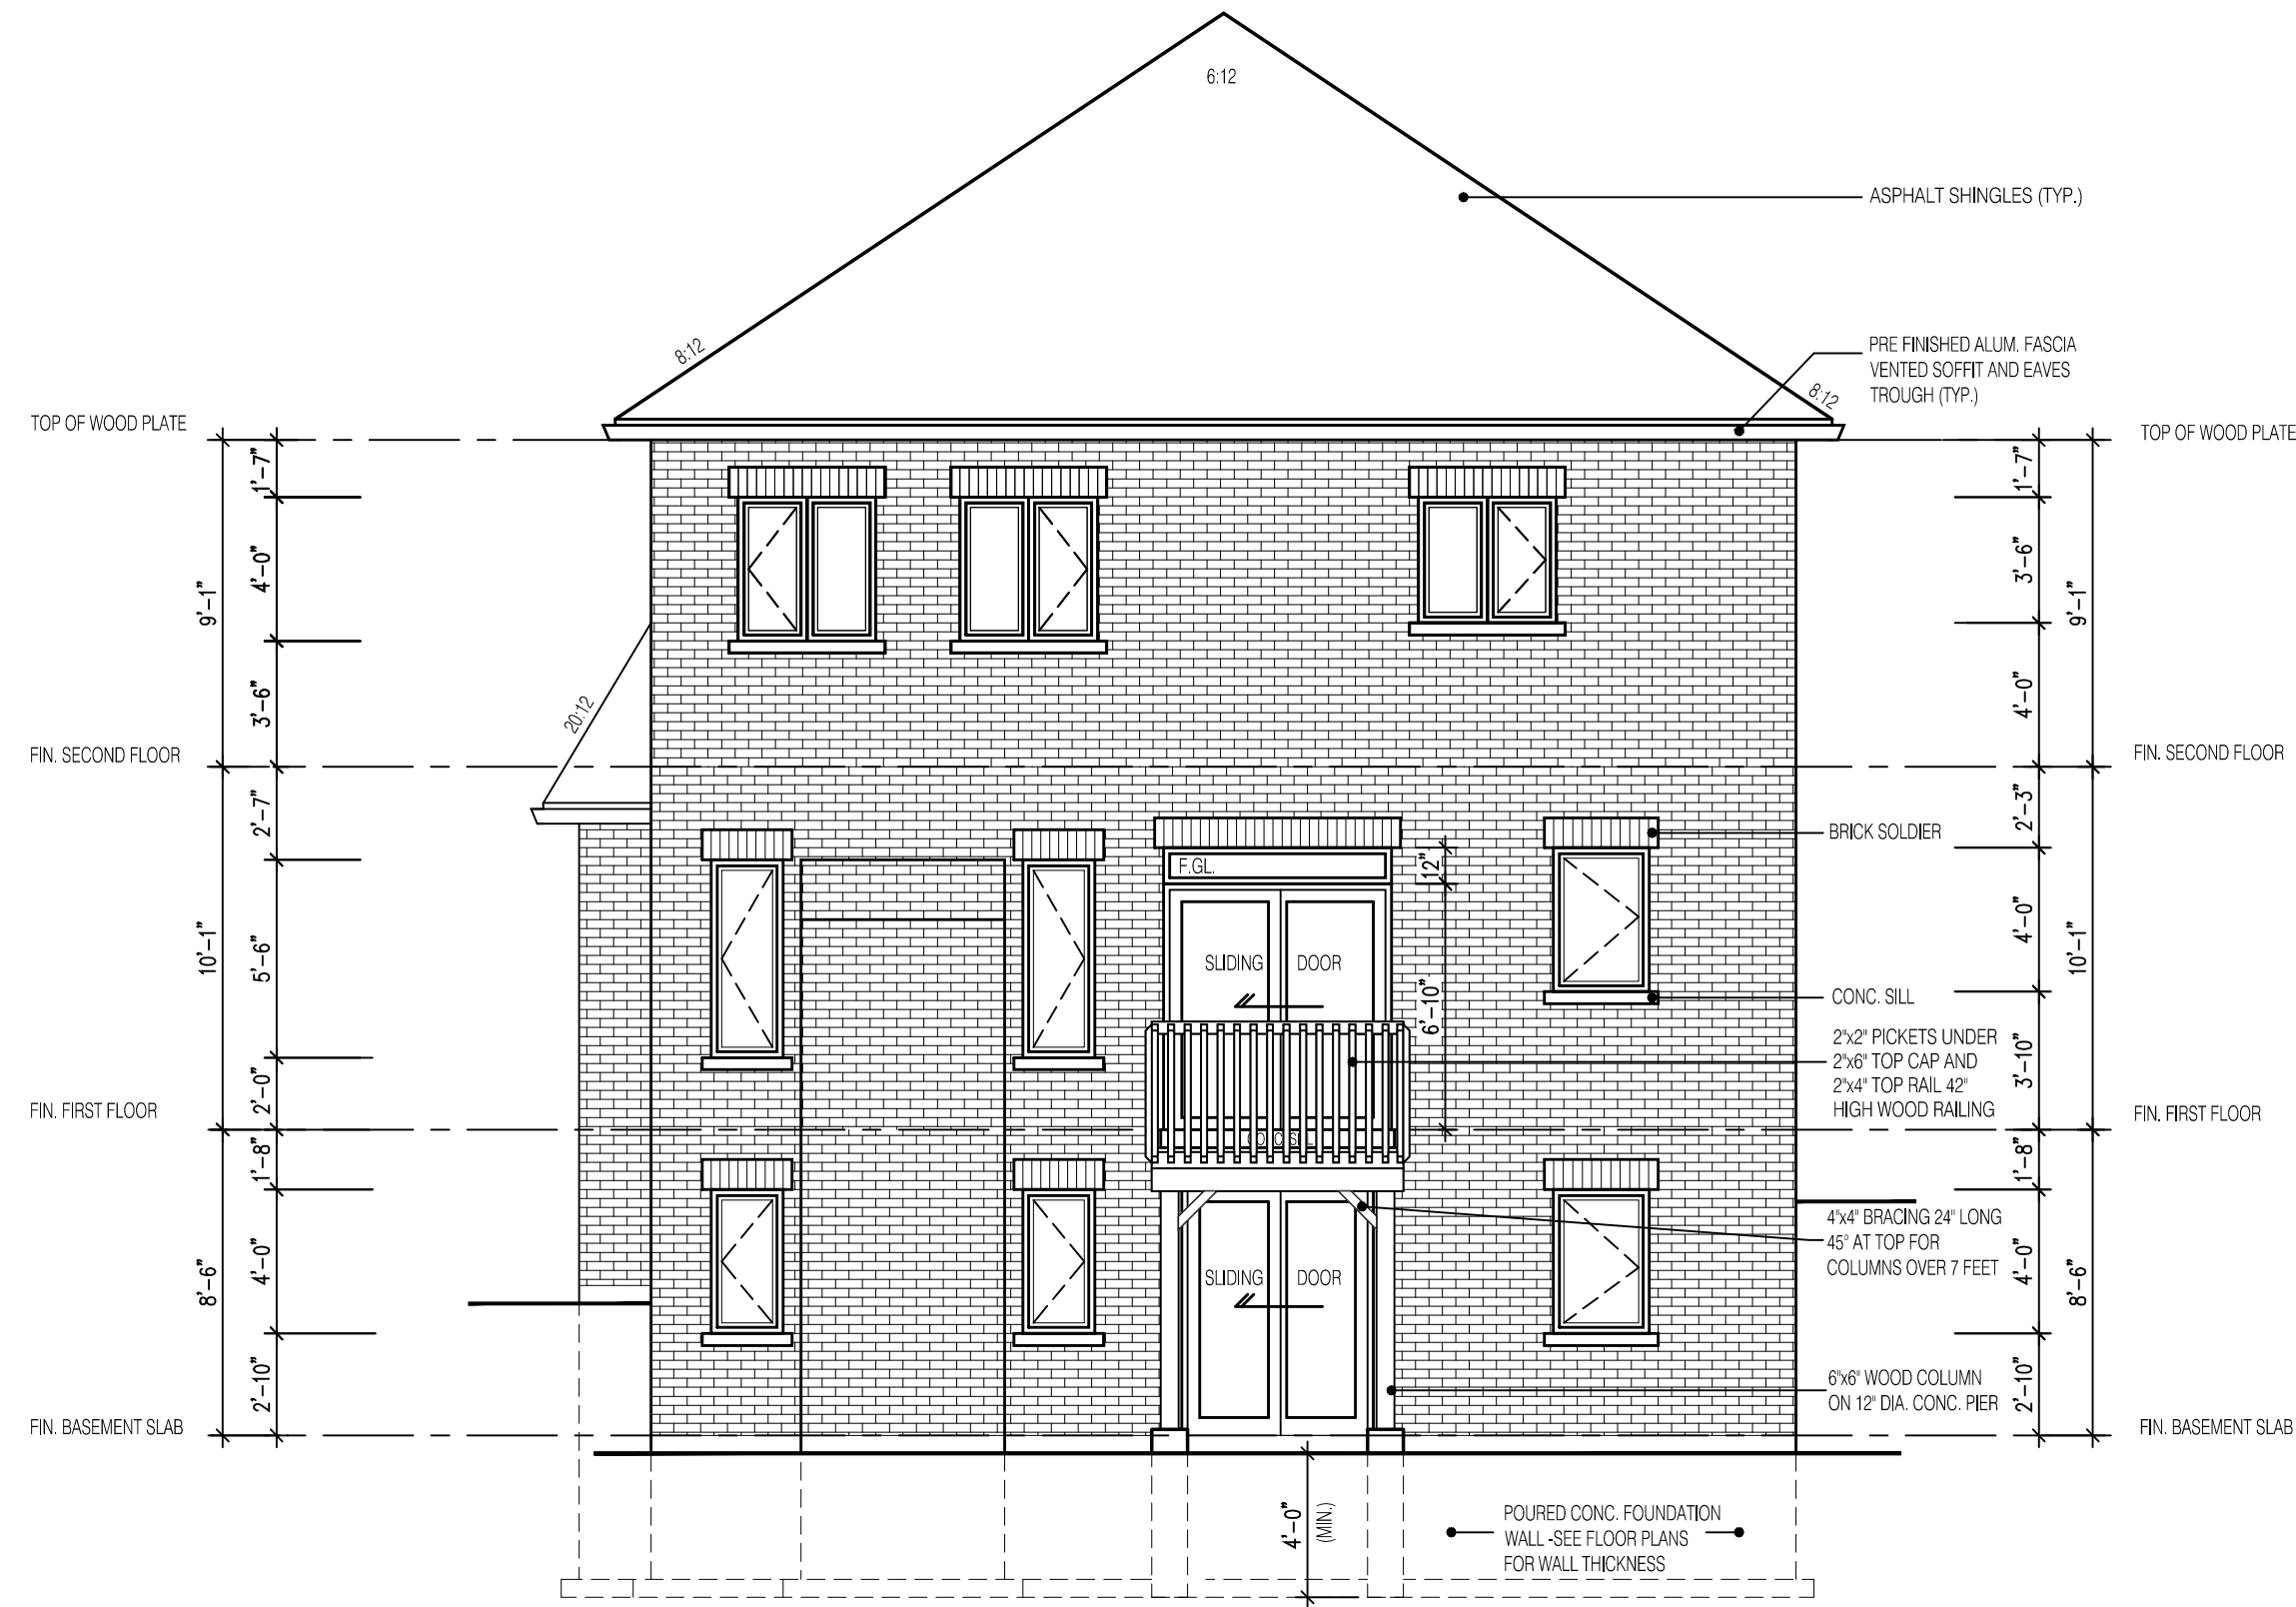 6:12
ASPHALT SHINGLES (TYP.)
8:12
8:12
PRE FINISHED ALUM. FASCIA
VENTED SOFFIT AND EAVES
TROUGH (TYP.)
TOP OF WOOD PLATE
TOP OF WOOD PLATE
1'-7"
4'-0"
3'-6"
9'-1"
1'-7"
3'-6"
4'-0"
9'-1"
20:12
FIN. SECOND FLOOR
FIN. SECOND FLOOR
2'-7"
5'-6"
2'-0"
10'-1"
F.GL.
12"
6'-10"
SLIDING DOOR
2'-3"
4'-0"
3'-10"
10'-1"
BRICK SOLDIER
CONC. SILL
2"x2" PICKETS UNDER
2"x6" TOP CAP AND
2"x4" TOP RAIL 42"
HIGH WOOD RAILING
FIN. FIRST FLOOR
FIN. FIRST FLOOR
CONC SILL
1'-8"
4'-0"
2'-10"
8'-6"
SLIDING DOOR
1'-8"
4'-0"
2'-10"
8'-6"
4"x4" BRACING 24" LONG
45° AT TOP FOR
COLUMNS OVER 7 FEET
6"x6" WOOD COLUMN
ON 12" DIA. CONC. PIER
FIN. BASEMENT SLAB
FIN. BASEMENT SLAB
4'-0"
(MIN.)
POURED CONC. FOUNDATION
WALL -SEE FLOOR PLANS
FOR WALL THICKNESS